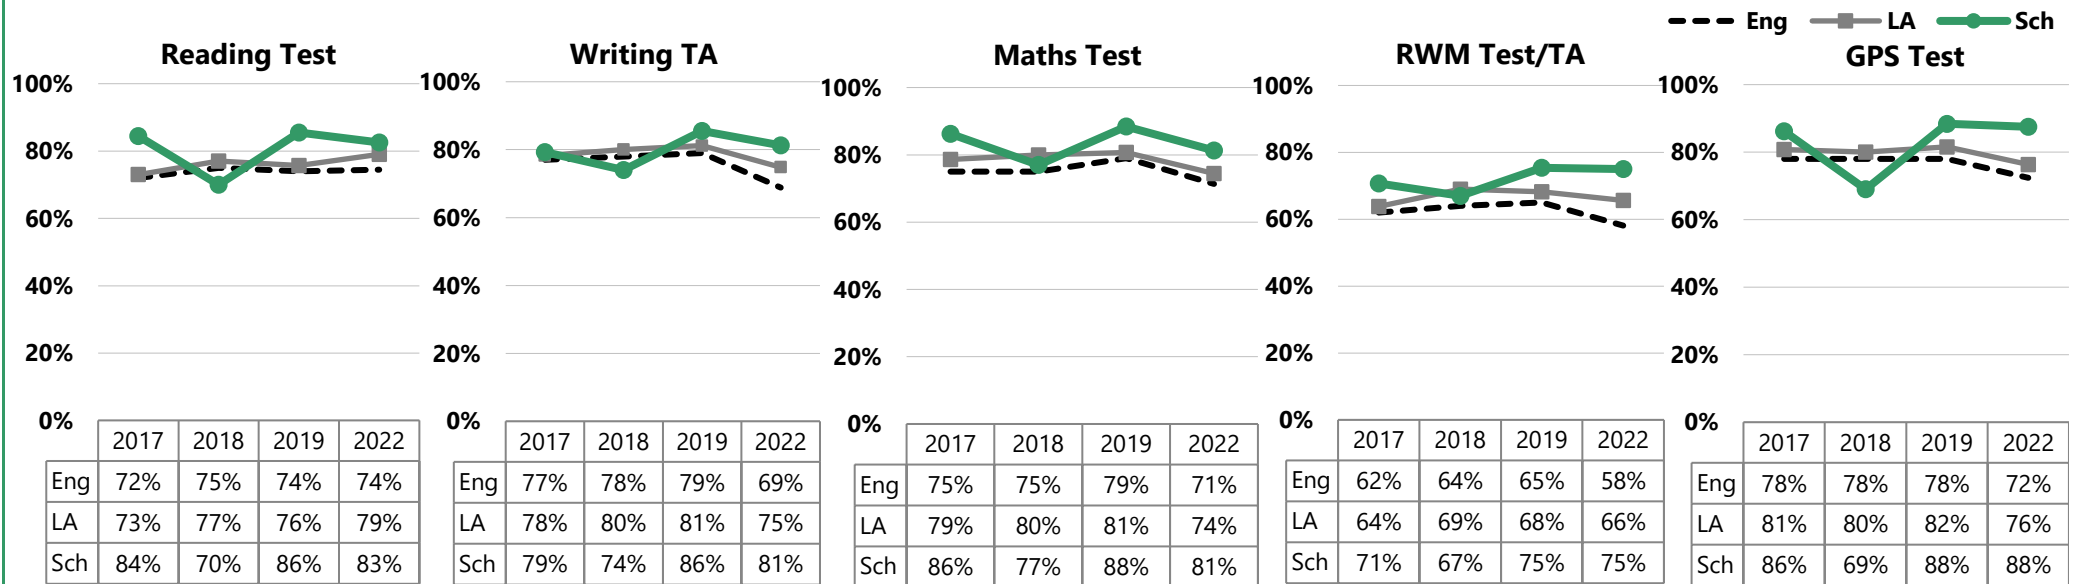 Eng LA Sch
Reading Test
100%
80%
60%
40%
20%
0%
2017 2018 2019 2022
Eng 72% 75% 74% 74%
LA 73% 77% 76% 79%
Sch 84% 70% 86% 83%
Writing TA
100%
80%
60%
40%
20%
0%
2017 2018 2019 2022
Eng 77% 78% 79% 69%
LA 78% 80% 81% 75%
Sch 79% 74% 86% 81%
Maths Test
100%
80%
60%
40%
20%
0%
2017 2018 2019 2022
Eng 75% 75% 79% 71%
LA 79% 80% 81% 74%
Sch 86% 77% 88% 81%
RWM Test/TA
100%
80%
60%
40%
20%
0%
2017 2018 2019 2022
Eng 62% 64% 65% 58%
LA 64% 69% 68% 66%
Sch 71% 67% 75% 75%
GPS Test
100%
80%
60%
40%
20%
0%
2017 2018 2019 2022
Eng 78% 78% 78% 72%
LA 81% 80% 82% 76%
Sch 86% 69% 88% 88%